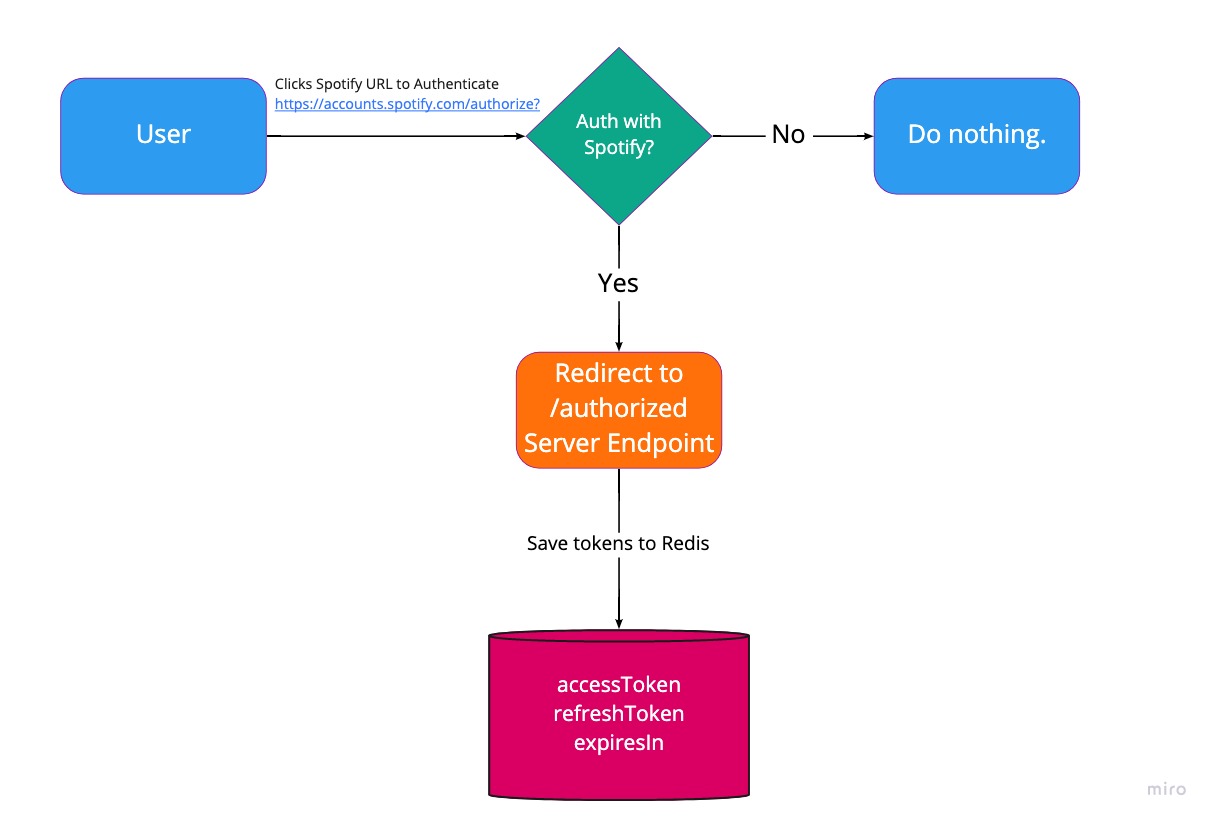 User
Clicks Spotify URL to Authenticate
https://accounts.spotify.com/authorize?
Auth with
Spotify?
No
Do nothing.
Yes
Redirect to
/authorized
Server Endpoint
Save tokens to Redis
accessToken
refreshToken
expiresIn
miro